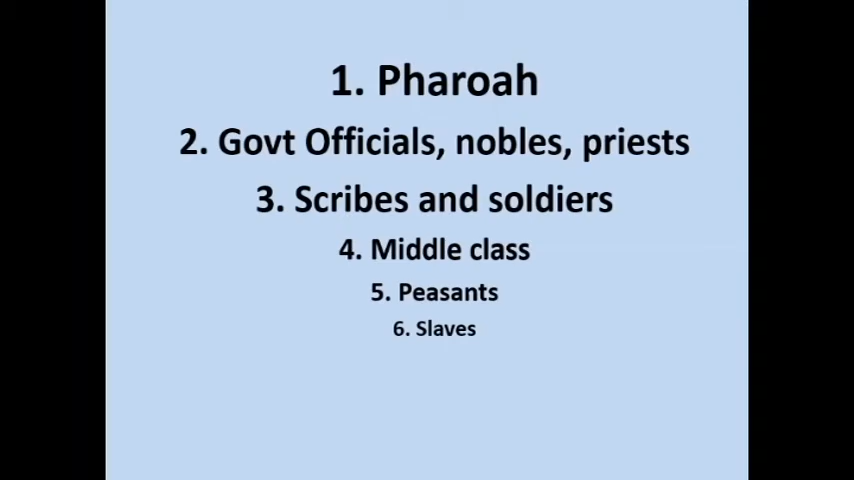 1. Pharoah
2. Govt Officials, nobles, priests
3. Scribes and soldiers
4. Middle class
5. Peasants
6. Slaves